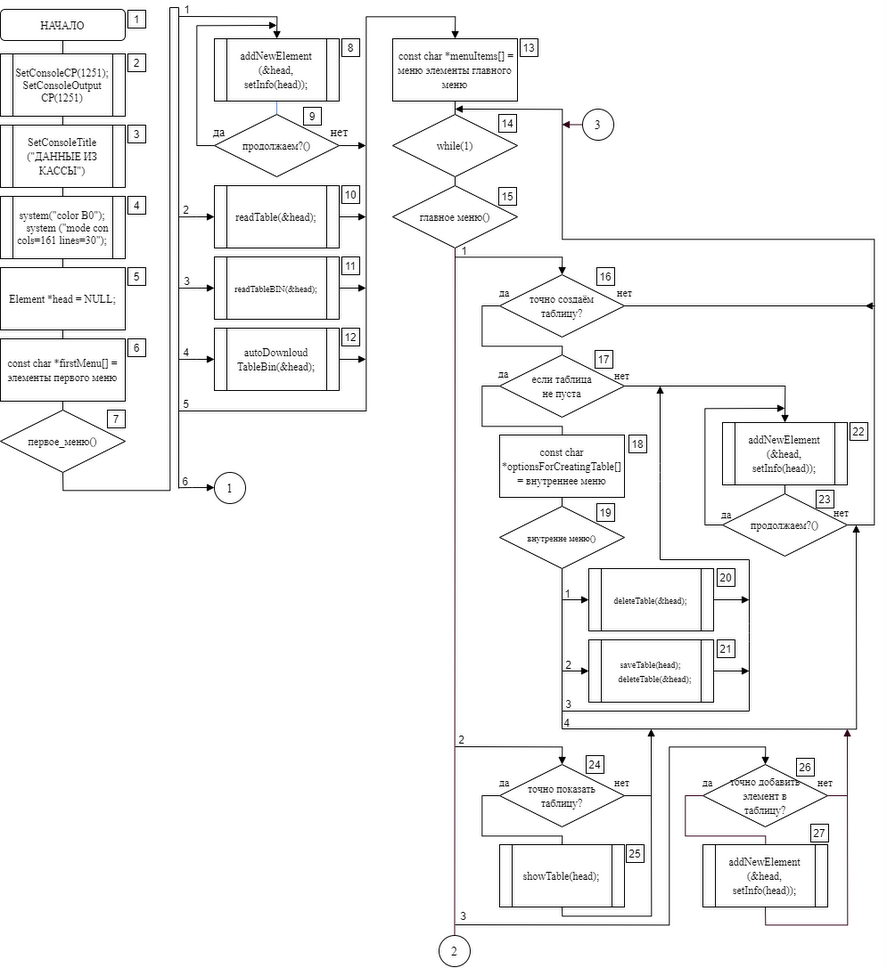 НАЧАЛО
1
SetConsoleCP(1251);
SetConsoleOutput
CP(1251)
2
SetConsoleTitle
("ДАННЫЕ ИЗ
КАССЫ")
3
system("color B0");
system ("mode con
cols=161 lines=30");
4
Element *head = NULL;
5
const char *firstMenu[] =
элементы первого меню
6
первое_меню()
7
1
addNewElement
(&head,
setInfo(head));
8
продолжаем?()
9
да
нет
2
readTable(&head);
10
3
readTableBIN(&head);
11
4
autoDownloud
TableBin(&head);
12
5
6
1
const char *menuItems[] =
меню элементы главного
меню
13
3
while(1)
14
главное меню()
15
1
точно создаём
таблицу?
16
да
нет
если таблица
не пуста
17
да
нет
const char
*optionsForCreatingTable[]
= внутреннее меню
18
внутренне меню()
19
addNewElement
(&head,
setInfo(head));
22
продолжаем?()
23
да
нет
1
deleteTable(&head);
20
2
saveTable(head);
deleteTable(&head);
21
3
4
2
точно показать
таблицу?
24
да
нет
showTable(head);
25
точно добавить
элемент в
таблицу?
26
да
нет
addNewElement
(&head,
setInfo(head));
27
3
2